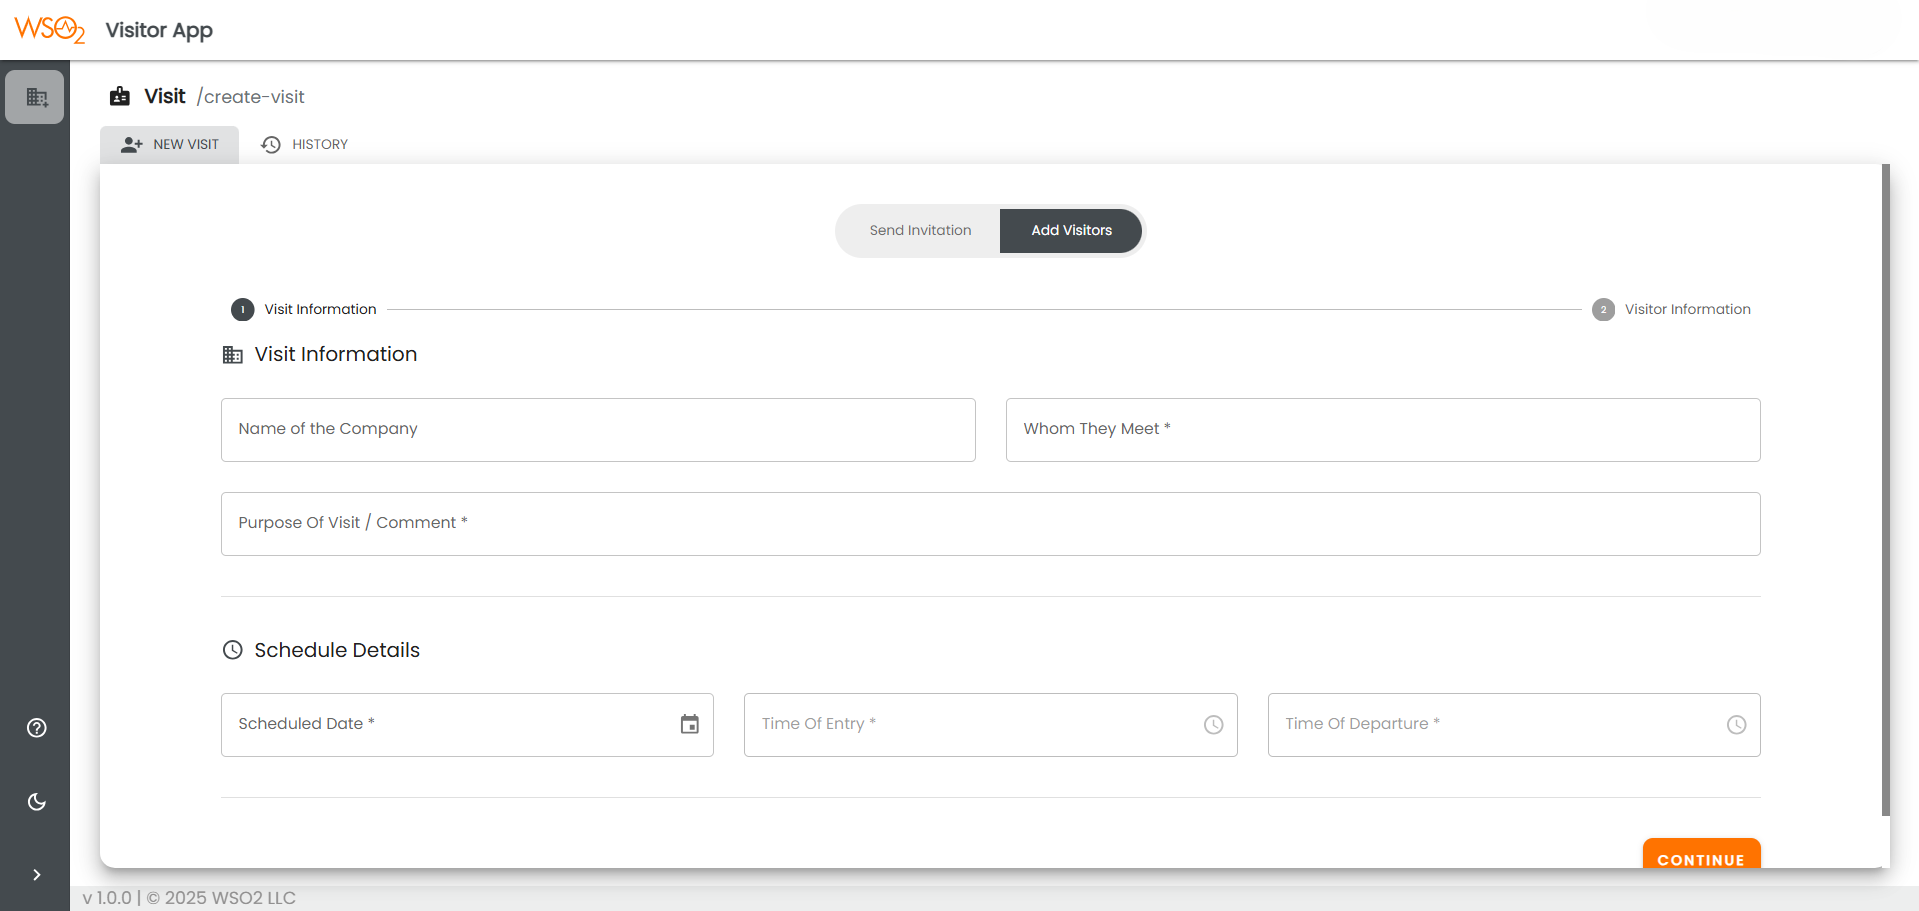 WSO2 Visitor App
Visit /create-visit
NEW VISIT HISTORY
Send Invitation Add Visitors
1 Visit Information 2 Visitor Information
Visit Information
Name of the Company Whom They Meet *
Purpose Of Visit / Comment *
Schedule Details
Scheduled Date * Time Of Entry * Time Of Departure *
CONTINUE
v 1.0.0 | © 2025 WSO2 LLC